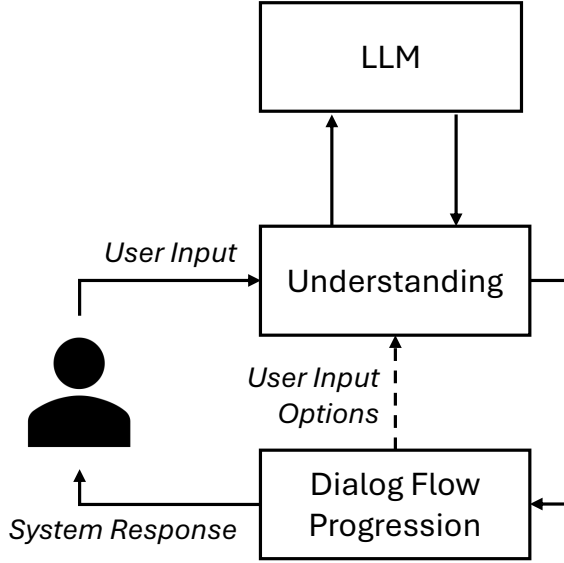 LLM
User Input
Understanding
User Input
Options
Dialog Flow
Progression
System Response